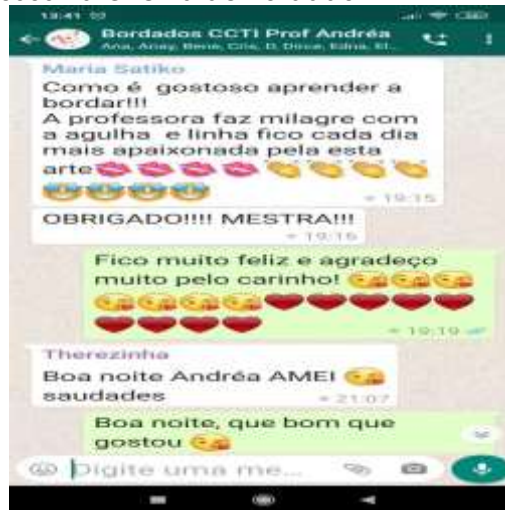 19:41
Bordados CCTI Prof Andréa
Ana, Anay, Bene, Cris, D. Dirce, Edna, El...
Maria Satiko
Como é gostoso aprender a
bordar!!!
A professora faz milagre com
a agulha e linha fico cada dia
mais apaixonada pela esta
arte
19:15
OBRIGADO!!!! MESTRA!!!
19:16
Fico muito feliz e agradeço
muito pelo carinho!
19:19
Therezinha
Boa noite Andréa AMEI
saudades
21:07
Boa noite, que bom que
gostou
Digite uma me...